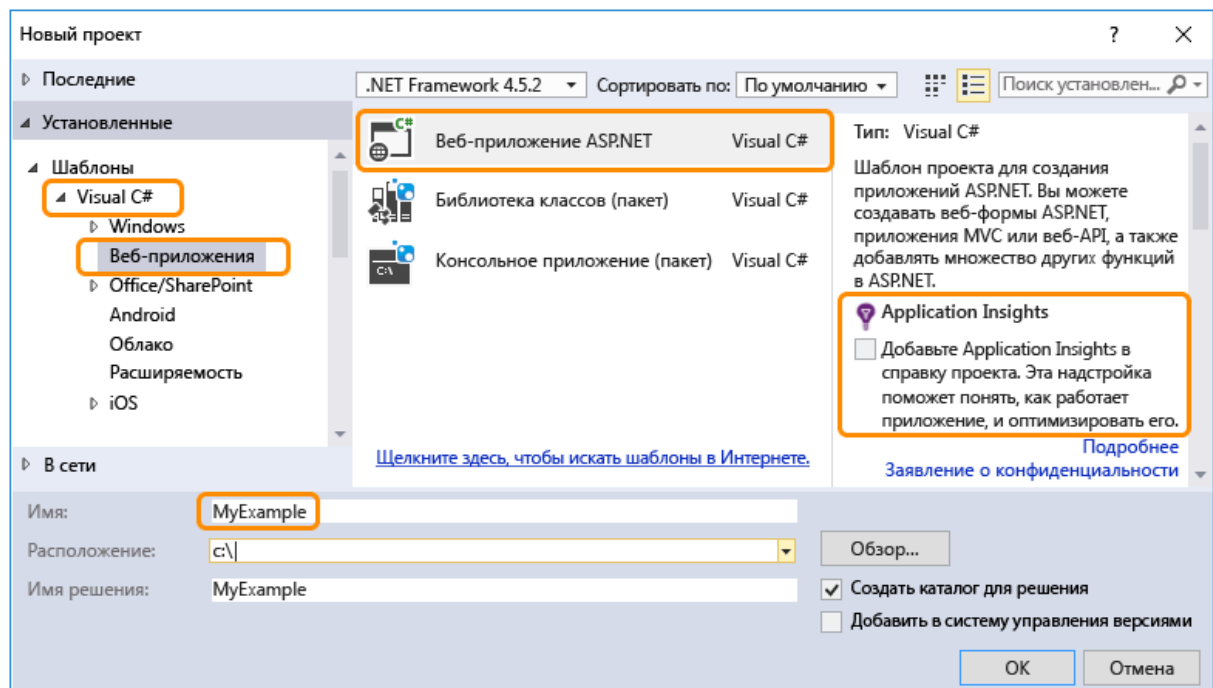 Новый проект
?
Последние
.NET Framework 4.5.2
Сортировать по:
По умолчанию
Поиск установлен...
Установленные
Шаблоны
Visual C#
Windows
Веб-приложения
Office/SharePoint
Android
Облако
Расширяемость
iOS
В сети
C#
Веб-приложение ASP.NET
Visual C#
Библиотека классов (пакет)
Visual C#
C:\
Консольное приложение (пакет)
Visual C#
Щелкните здесь, чтобы искать шаблоны в Интернете.
Тип: Visual C#
Шаблон проекта для создания
приложений ASP.NET. Вы можете
создавать веб-формы ASP.NET,
приложения MVC или веб-API, а также
добавлять множество других функций
в ASP.NET.
Application Insights
Добавьте Application Insights в
справку проекта. Эта надстройка
поможет понять, как работает
приложение, и оптимизировать его.
Подробнее
Заявление о конфиденциальности
Имя:
MyExample
Расположение:
c:\
Обзор...
Имя решения:
MyExample
Создать каталог для решения
Добавить в систему управления версиями
ОК
Отмена